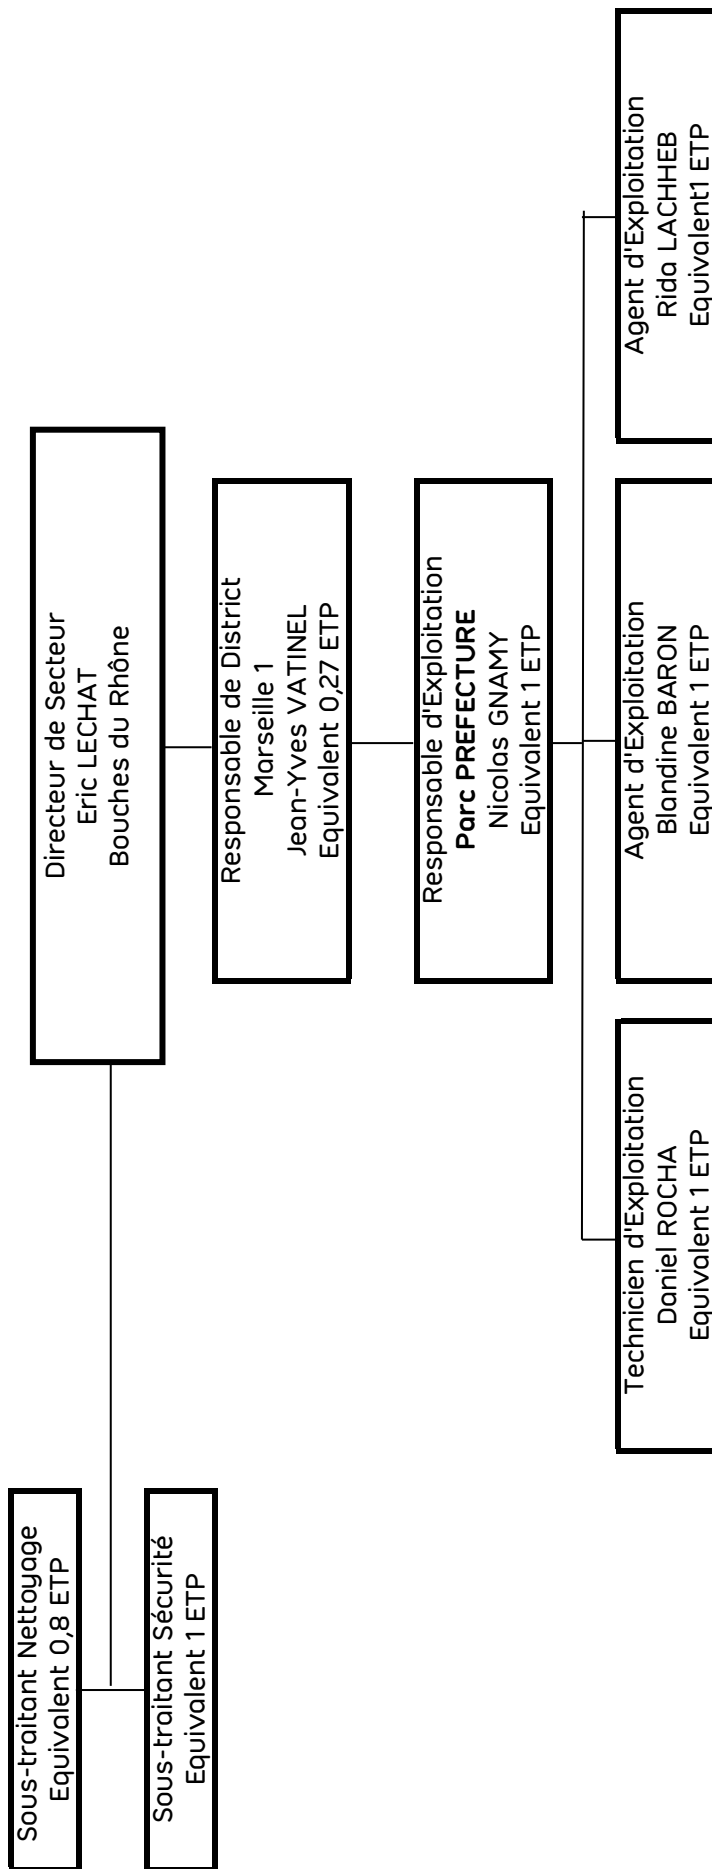 Directeur de Secteur
Eric LECHAT
Bouches du Rhône
Sous-traitant Nettoyage
Equivalent 0,8 ETP
Sous-traitant Sécurité
Equivalent 1 ETP
Responsable de District
Marseille 1
Jean-Yves VATINEL
Equivalent 0,27 ETP
Responsable d'Exploitation
Parc PREFECTURE
Nicolas GNAMY
Equivalent 1 ETP
Technicien d'Exploitation
Daniel ROCHA
Equivalent 1 ETP
Agent d'Exploitation
Blandine BARON
Equivalent 1 ETP
Agent d'Exploitation
Rida LACHHEB
Equivalent1 ETP